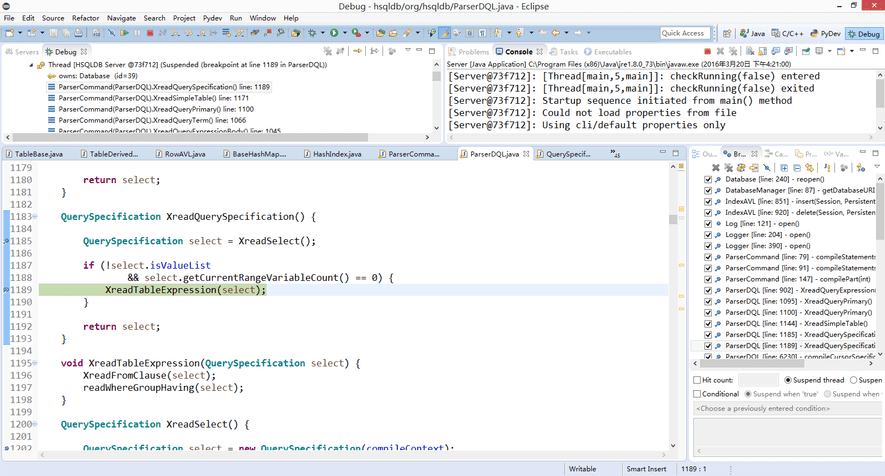 Debug - hsqldb/org/hsqldb/ParserDQL.java - Eclipse
File Edit Source Refactor Navigate Search Project Pydev Run Window Help
Quick Access Java C/C++ PyDev Debug
Servers Debug
Thread [HSQLDB Server @73f712] (Suspended (breakpoint at line 1189 in ParserDQL))
owns: Database (id=39)
ParserCommand(ParserDQL).XreadQuerySpecification() line: 1189
ParserCommand(ParserDQL).XreadSimpleTable() line: 1171
ParserCommand(ParserDQL).XreadQueryPrimary() line: 1100
ParserCommand(ParserDQL).XreadQueryTerm() line: 1066
ParserCommand(ParserDQL).XreadQueryExpressionBody() line: 1045
Problems Console Tasks Executables
Server [Java Application] C:\Program Files (x86)\Java\jre1.8.0_73\bin\javaw.exe (2016年3月20日 下午4:21:00)
[Server@73f712]: [Thread[main,5,main]]: checkRunning(false) entered
[Server@73f712]: [Thread[main,5,main]]: checkRunning(false) exited
[Server@73f712]: Startup sequence initiated from main() method
[Server@73f712]: Could not load properties from file
[Server@73f712]: Using cli/default properties only
TableBase.java TableDerived... RowAVL.java BaseHashMap.... HashIndex.java ParserComma... ParserDQL.java QuerySpecif... »45
1179
1180 return select;
1181 }
1182
1183 QuerySpecification XreadQuerySpecification() {
1184
1185 QuerySpecification select = XreadSelect();
1186
1187 if (!select.isValueList
1188 && select.getCurrentRangeVariableCount() == 0) {
1189 XreadTableExpression(select);
1190 }
1191
1192 return select;
1193 }
1194
1195 void XreadTableExpression(QuerySpecification select) {
1196 XreadFromClause(select);
1197 readWhereGroupHaving(select);
1198 }
1199
1200 QuerySpecification XreadSelect() {
1201
1202 QuerySpecification select = new QuerySpecification(compileContext);
Ou... Br... Ca... Pr... Va...
Database [line: 240] - reopen()
DatabaseManager [line: 87] - getDatabaseURI
IndexAVL [line: 851] - insert(Session, Persistent
IndexAVL [line: 920] - delete(Session, Persistent
Log [line: 121] - open()
Logger [line: 204] - open()
Logger [line: 390] - open()
ParserCommand [line: 79] - compileStatements
ParserCommand [line: 91] - compileStatements
ParserCommand [line: 147] - compilePart(int)
ParserDQL [line: 902] - XreadQueryExpression
ParserDQL [line: 1095] - XreadQueryPrimary()
ParserDQL [line: 1100] - XreadQueryPrimary()
ParserDQL [line: 1144] - XreadSimpleTable()
ParserDQL [line: 1185] - XreadQuerySpecificati
ParserDQL [line: 1189] - XreadQuerySpecificati
ParserDQL [line: 6230] - compileCursorSpecific
Hit count: Suspend thread Suspen
Conditional Suspend when 'true' Suspend when
<Choose a previously entered condition>
Writable Smart Insert 1189 : 1